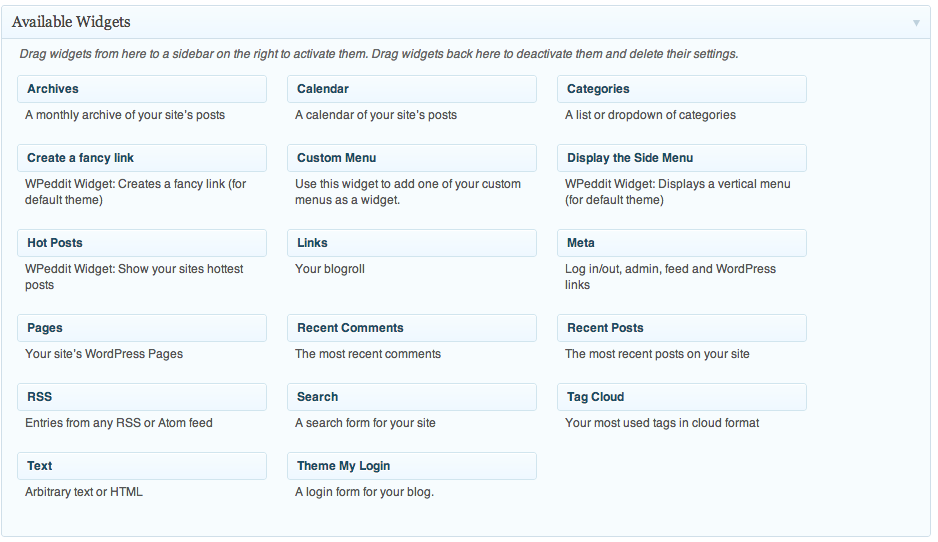 Available Widgets
Drag widgets from here to a sidebar on the right to activate them. Drag widgets back here to deactivate them and delete their settings.
Archives
A monthly archive of your site's posts
Calendar
A calendar of your site's posts
Categories
A list or dropdown of categories
Create a fancy link
WPeddit Widget: Creates a fancy link (for
default theme)
Custom Menu
Use this widget to add one of your custom
menus as a widget.
Display the Side Menu
WPeddit Widget: Displays a vertical menu
(for default theme)
Hot Posts
WPeddit Widget: Show your sites hottest
posts
Links
Your blogroll
Meta
Log in/out, admin, feed and WordPress
links
Pages
Your site's WordPress Pages
Recent Comments
The most recent comments
Recent Posts
The most recent posts on your site
RSS
Entries from any RSS or Atom feed
Search
A search form for your site
Tag Cloud
Your most used tags in cloud format
Text
Arbitrary text or HTML
Theme My Login
A login form for your blog.